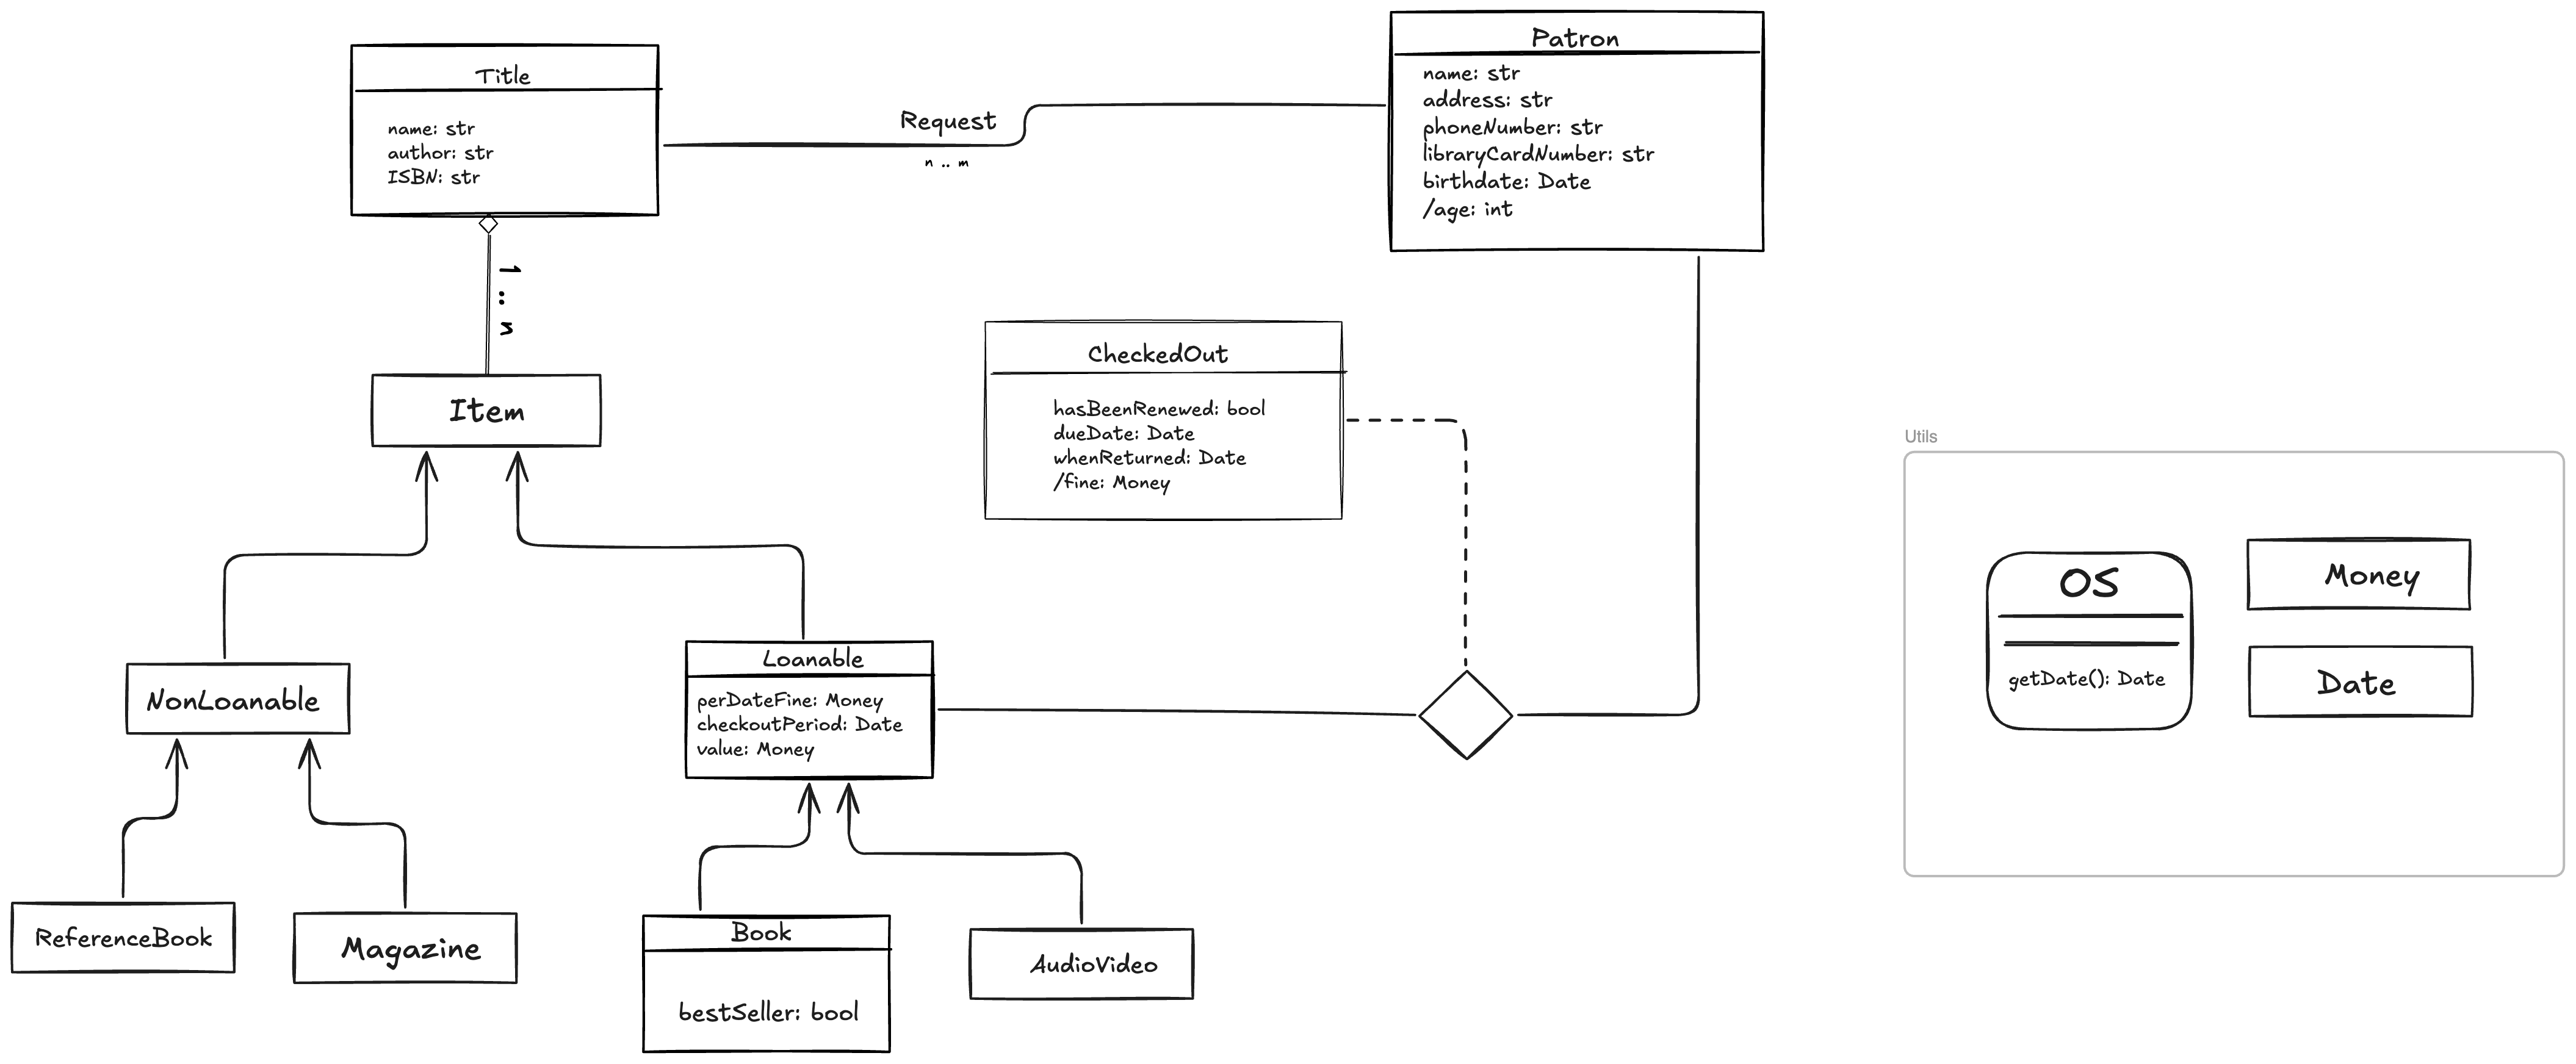 Title
name: str
author: str
ISBN: str
Request
n .. m
Patron
name: str
address: str
phoneNumber: str
libraryCardNumber: str
birthdate: Date
/age: int
1 .. n
Item
CheckedOut
hasBeenRenewed: bool
dueDate: Date
whenReturned: Date
/fine: Money
NonLoanable
Loanable
perDateFine: Money
checkoutPeriod: Date
value: Money
ReferenceBook
Magazine
Book
bestSeller: bool
AudioVideo
Utils
OS
getDate(): Date
Money
Date